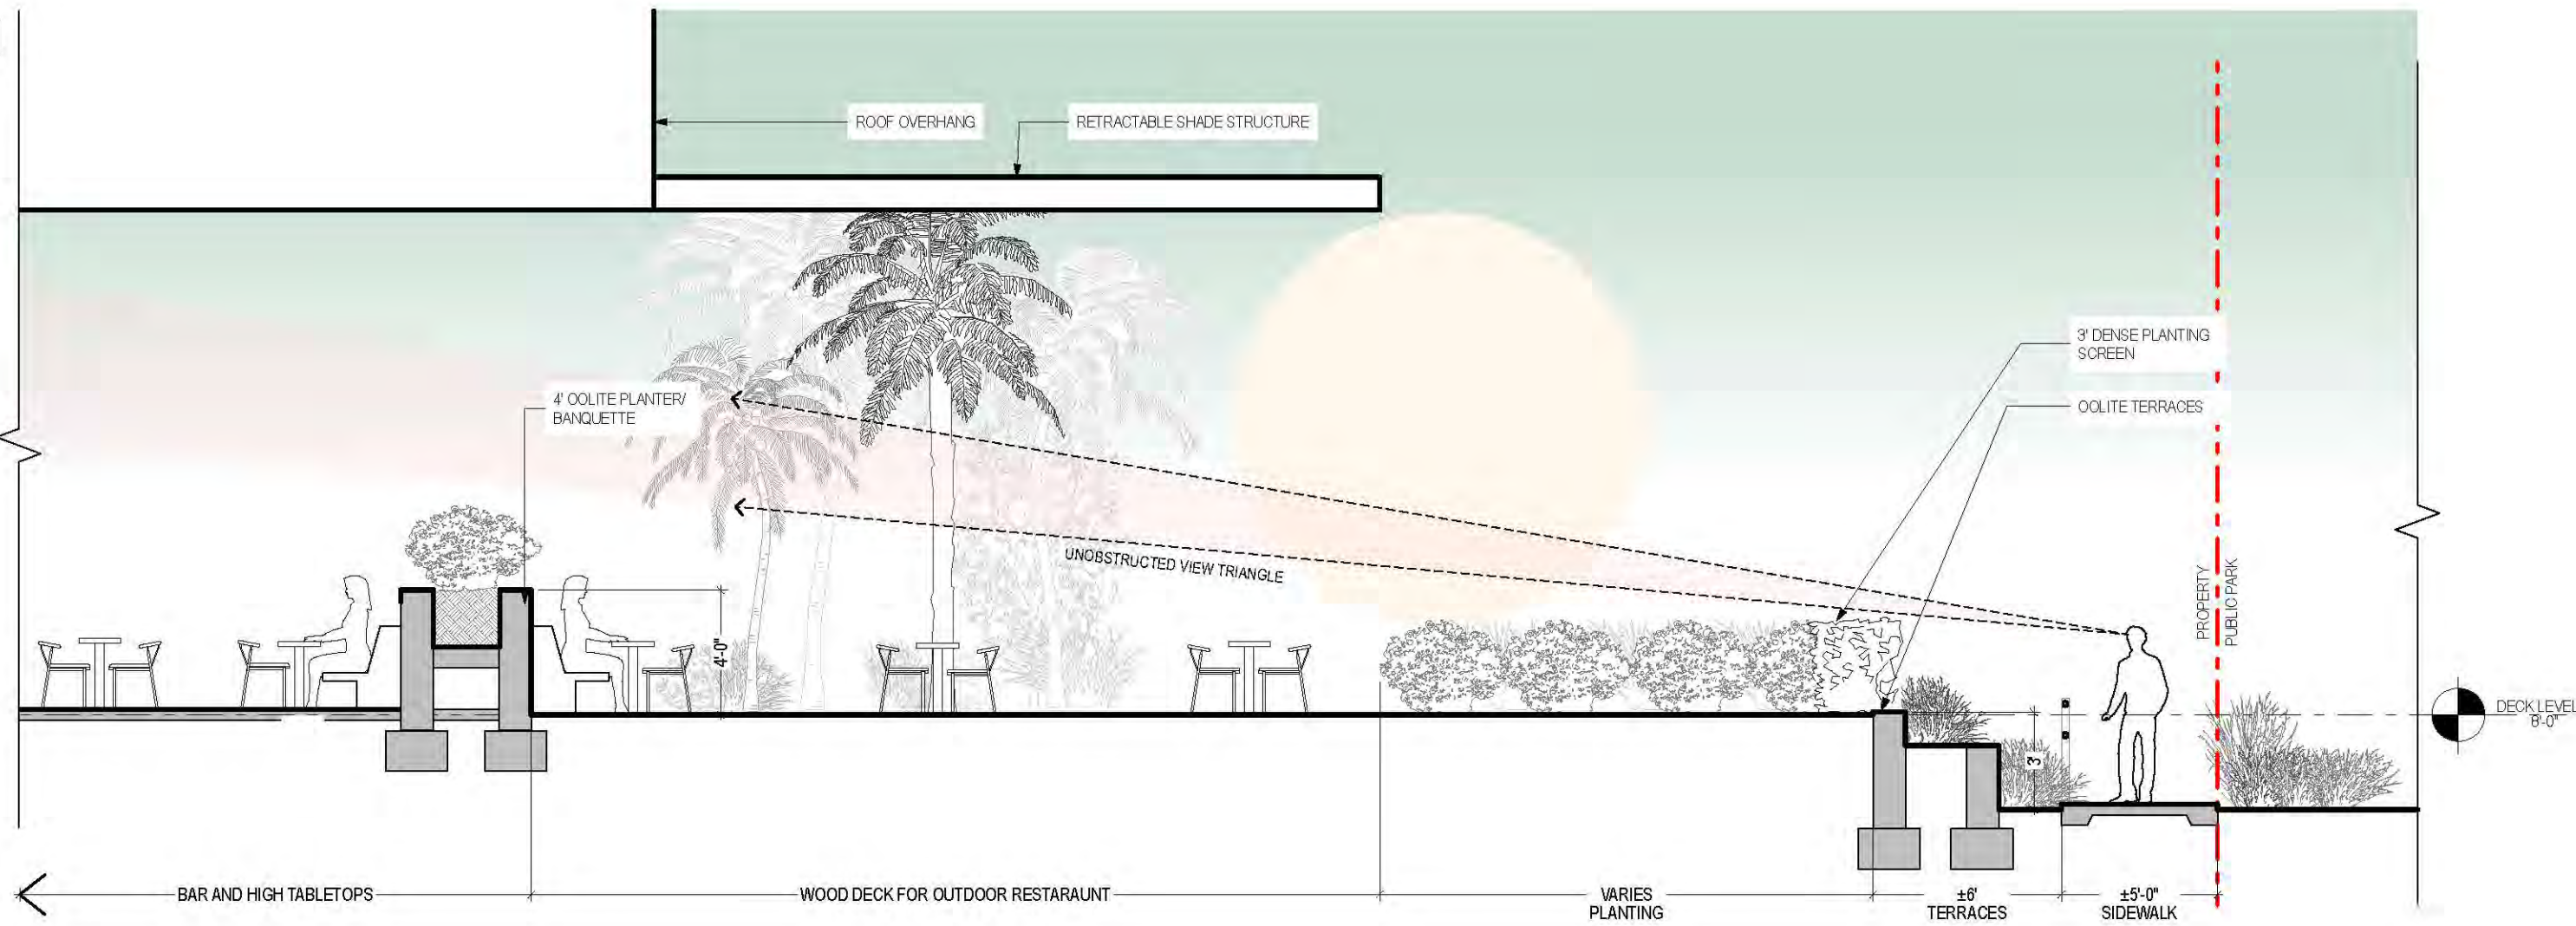 ROOF OVERHANG
RETRACTABLE SHADE STRUCTURE
3' DENSE PLANTING
SCREEN
OOLITE TERRACES
4' OOLITE PLANTER/
BANQUETTE
UNOBSTRUCTED VIEW TRIANGLE
PROPERTY
PUBLIC PARK
4'-0"
3'
DECK LEVEL
8'-0"
BAR AND HIGH TABLETOPS
WOOD DECK FOR OUTDOOR RESTARAUNT
VARIES
PLANTING
±6'
TERRACES
±5'-0"
SIDEWALK